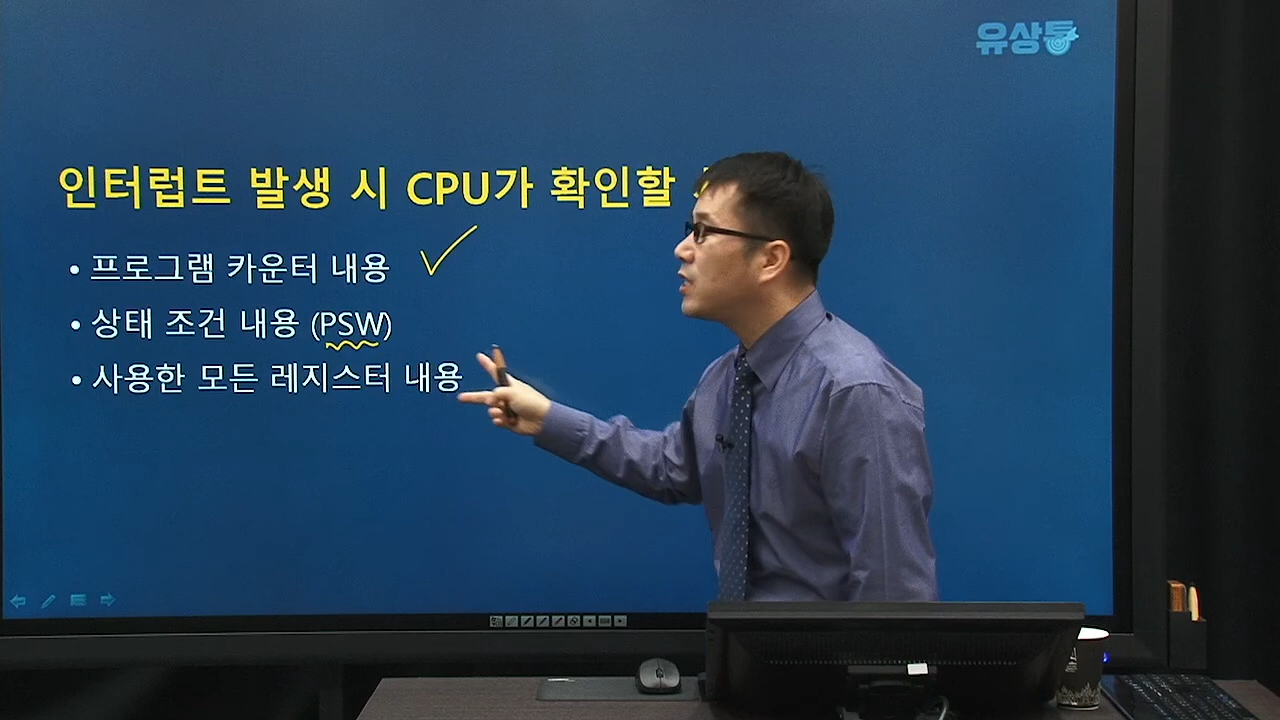 유상통
인터럽트 발생 시 CPU가 확인할
• 프로그램 카운터 내용
• 상태 조건 내용 (PSW)
• 사용한 모든 레지스터 내용